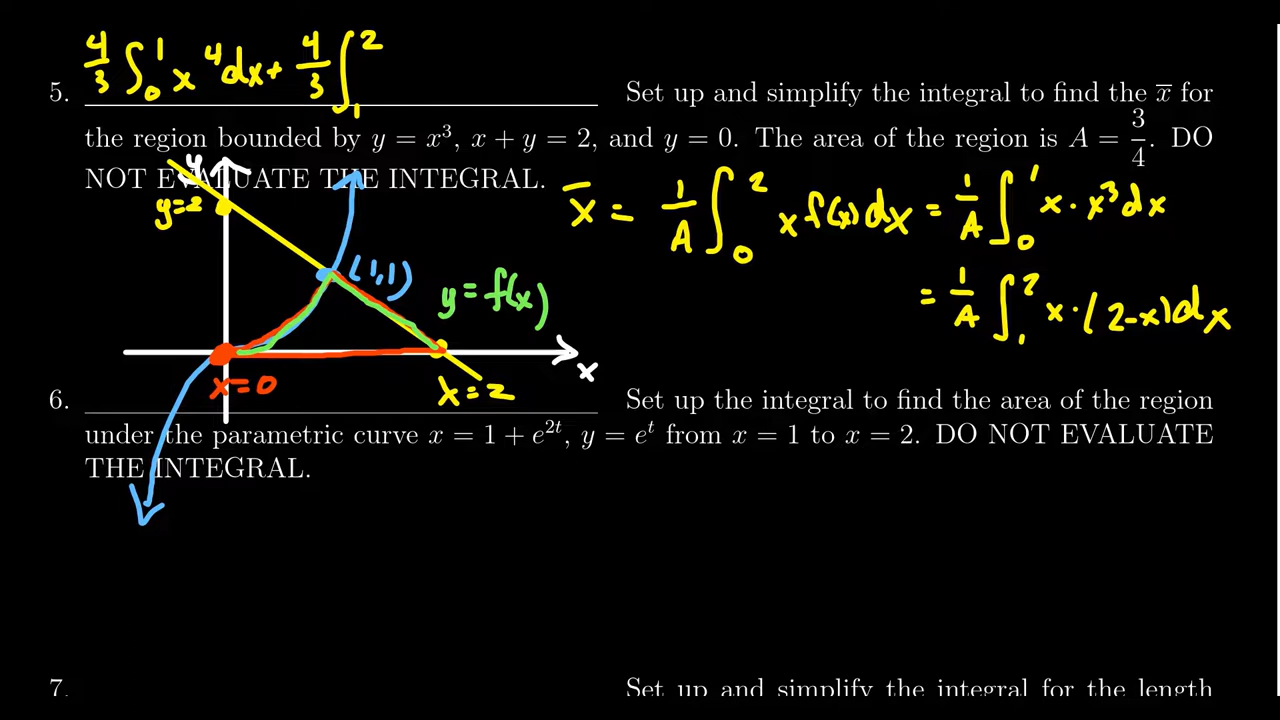 4/3 ∫₀¹ x⁴dx + 4/3 ∫₁²
5. Set up and simplify the integral to find the x̅ for
the region bounded by y = x³, x + y = 2, and y = 0. The area of the region is A = 3/4. DO
NOT EVALUATE THE INTEGRAL.
y
y=2
x̅ = 1/A ∫₀² x f(x)dx = 1/A ∫₀¹ x · x³dx
(1,1)
y = f(x)
= 1/A ∫₁² x · (2-x)dx
x
x=0
x=2
6. Set up the integral to find the area of the region
under the parametric curve x = 1 + e²ᵗ, y = eᵗ from x = 1 to x = 2. DO NOT EVALUATE
THE INTEGRAL.
7. Set up and simplify the integral for the length